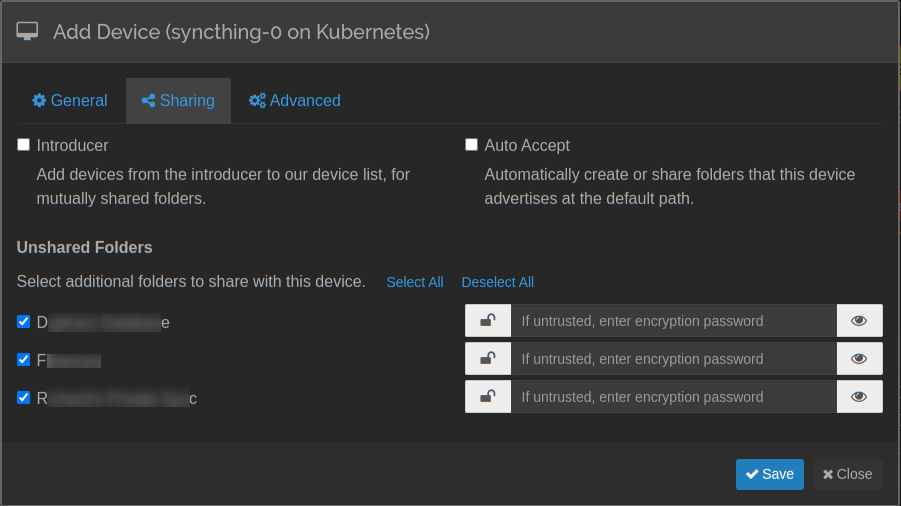 Add Device (syncthing-0 on Kubernetes)
General Sharing Advanced
Introducer
Add devices from the introducer to our device list, for
mutually shared folders.
Auto Accept
Automatically create or share folders that this device
advertises at the default path.
Unshared Folders
Select additional folders to share with this device. Select All Deselect All
If untrusted, enter encryption password
If untrusted, enter encryption password
If untrusted, enter encryption password
Save Close